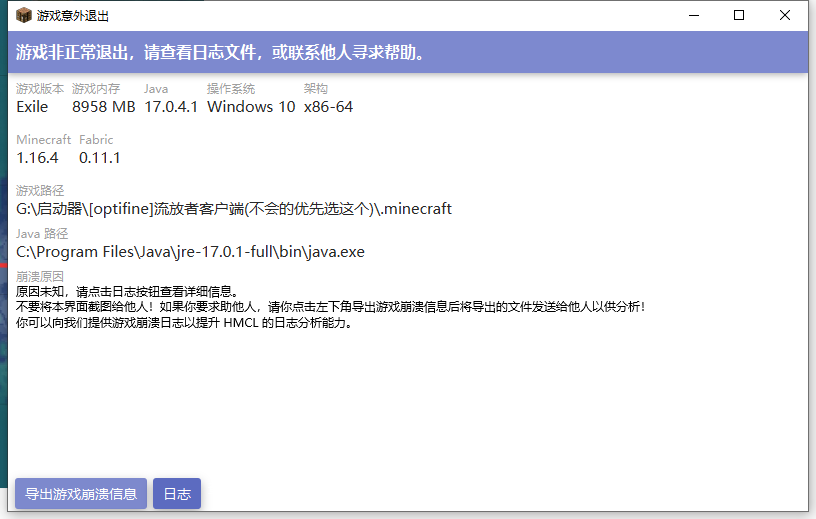 游戏意外退出
游戏非正常退出，请查看日志文件，或联系他人寻求帮助。
游戏版本 游戏内存 Java 操作系统 架构
Exile 8958 MB 17.0.4.1 Windows 10 x86-64
Minecraft Fabric
1.16.4 0.11.1
游戏路径
G:\启动器\[optifine]流放者客户端(不会的优先选这个)\.minecraft
Java 路径
C:\Program Files\Java\jre-17.0.1-full\bin\java.exe
崩溃原因
原因未知，请点击日志按钮查看详细信息。
不要将本界面截图给他人！如果你要求助他人，请你点击左下角导出游戏崩溃信息后将导出的文件发送给他人以供分析！
你可以向我们提供游戏崩溃日志以提升 HMCL 的日志分析能力。
导出游戏崩溃信息 日志